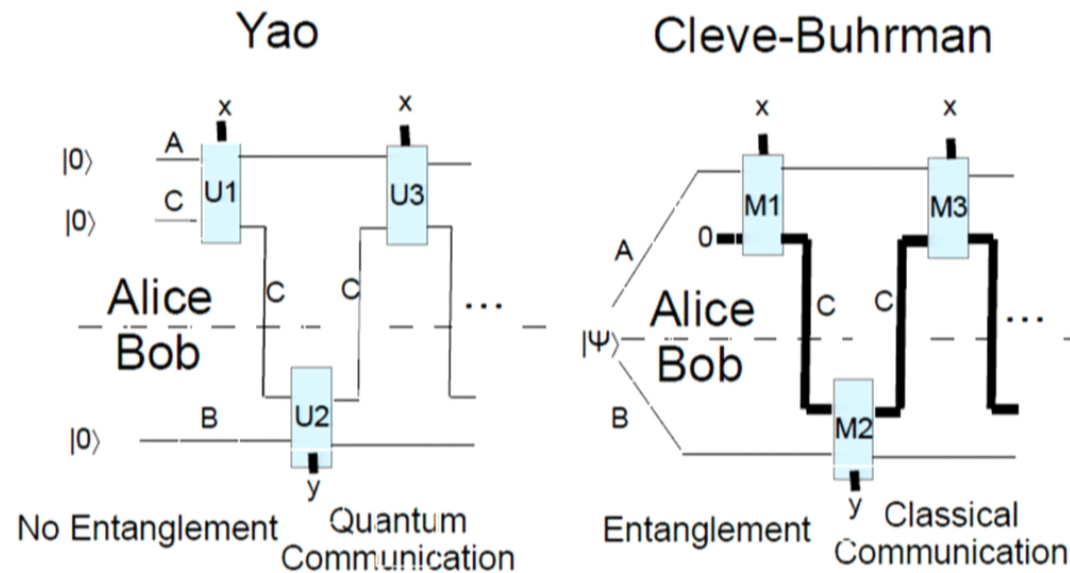 Yao
x
x
|0⟩
A
U1
U3
|0⟩
C
Alice
C
C
...
Bob
|0⟩
B
U2
y
No Entanglement
Quantum
Communication
Cleve-Buhrman
x
x
M1
M3
0
A
Alice
C
C
...
|Ψ⟩
Bob
B
M2
y
Entanglement
Classical
Communication